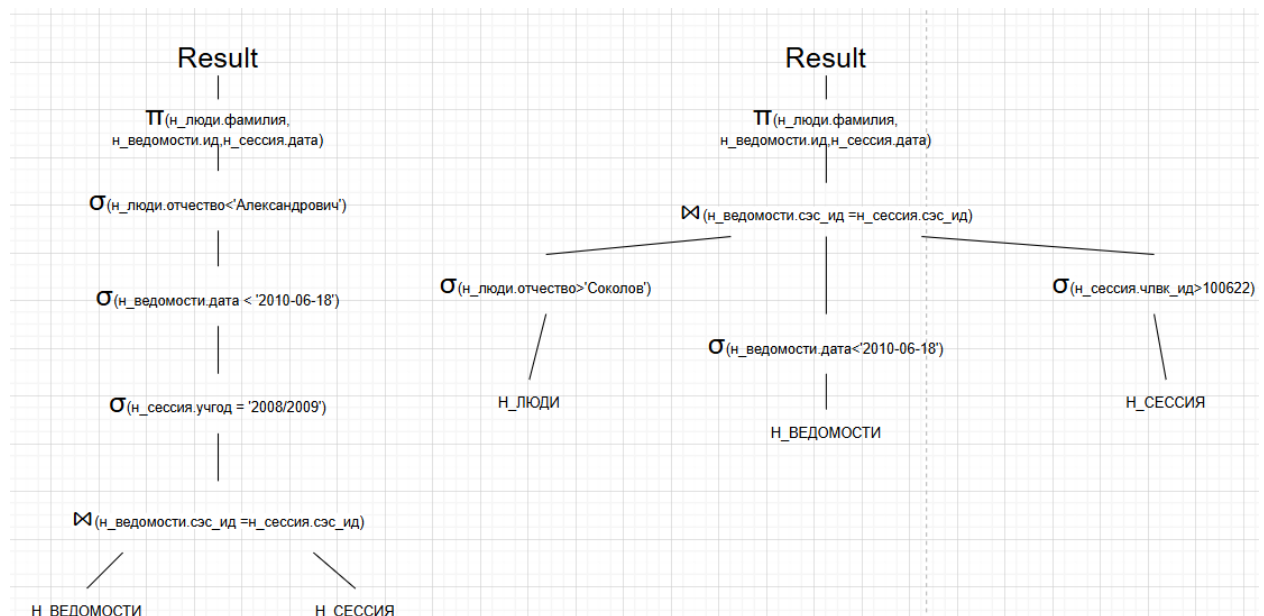 Result
π(н_люди.фамилия,
н_ведомости.ид,н_сессия.дата)
σ(н_люди.отчество<'Александрович')
σ(н_ведомости.дата < '2010-06-18')
σ(н_сессия.учгод = '2008/2009')
⋈(н_ведомости.сэс_ид =н_сессия.сэс_ид)
Н_ВЕДОМОСТИ
Н_СЕССИЯ
Result
π(н_люди.фамилия,
н_ведомости.ид,н_сессия.дата)
⋈(н_ведомости.сэс_ид =н_сессия.сэс_ид)
σ(н_люди.отчество>'Соколов')
σ(н_сессия.члвк_ид>100622)
σ(н_ведомости.дата<'2010-06-18')
Н_ЛЮДИ
Н_СЕССИЯ
Н_ВЕДОМОСТИ